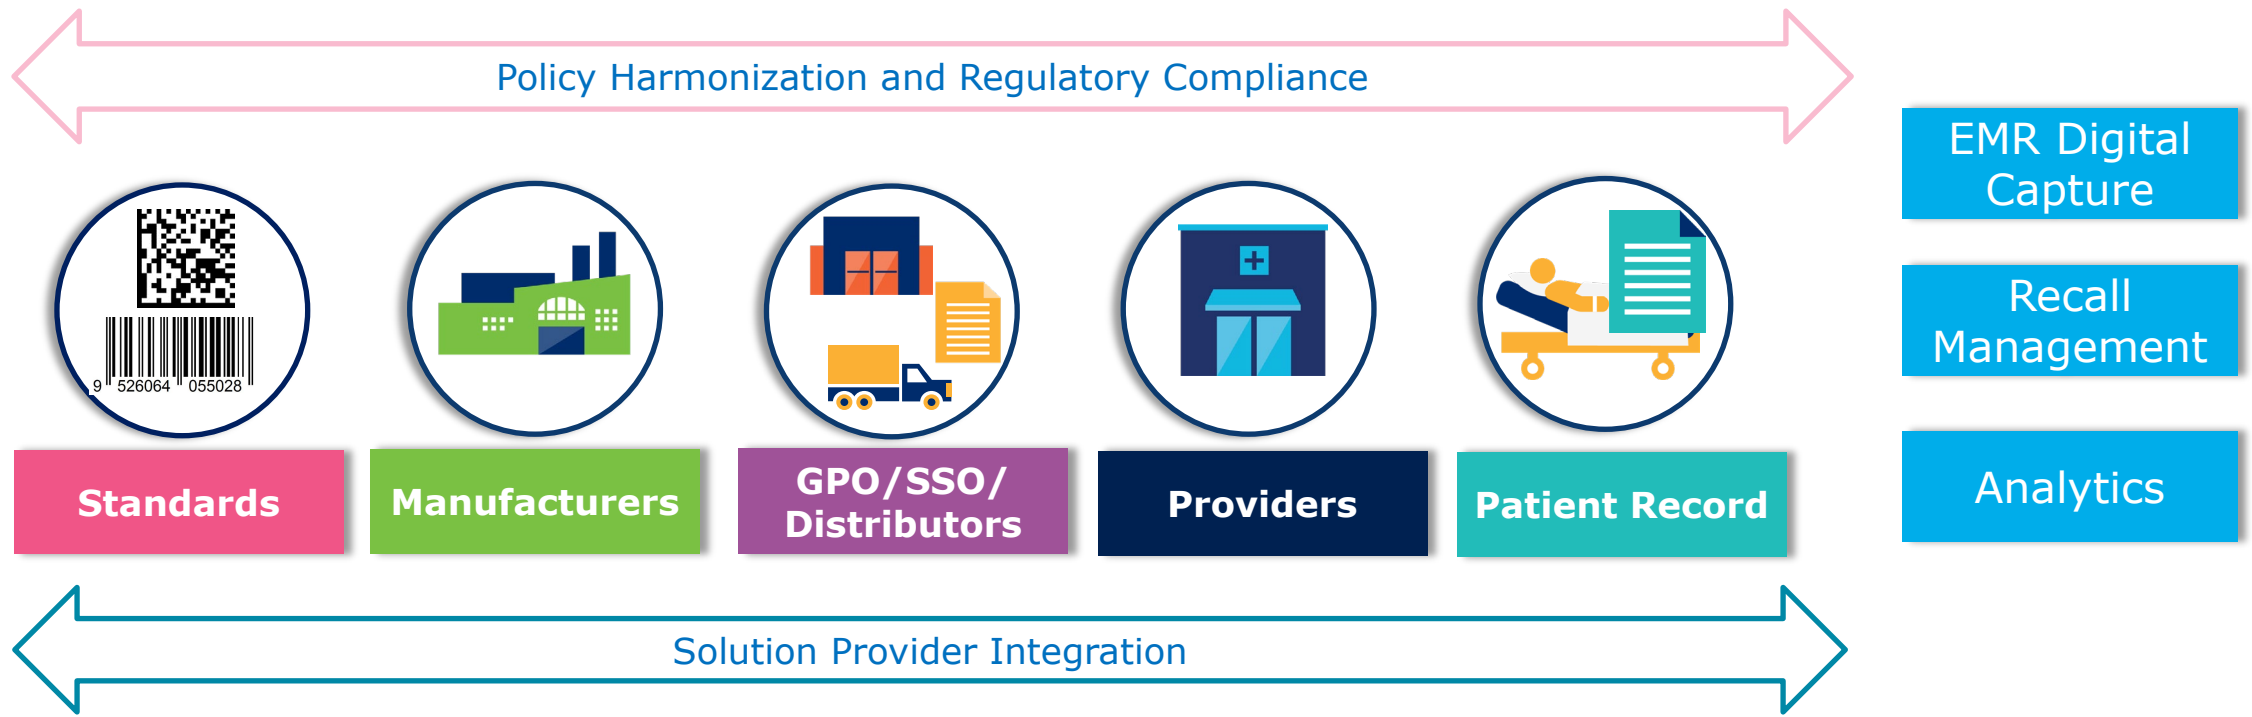 Policy Harmonization and Regulatory Compliance
EMR Digital
Capture
Recall
Management
Analytics
9 526064 055028
Standards
Manufacturers
GPO/SSO/
Distributors
Providers
Patient Record
Solution Provider Integration